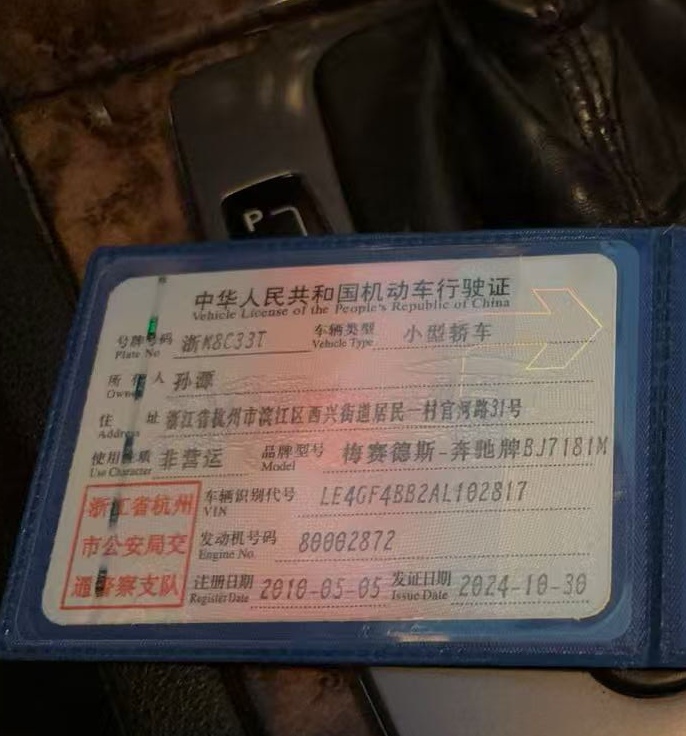 P
中华人民共和国机动车行驶证
Vehicle License of the People's Republic of China
号牌号码 浙K8C33T 车辆类型 小型轿车
Plate No Vehicle Type
所有人 孙源
Owner
住址 浙江省杭州市滨江区西兴街道居民一村官河路31号
Address
使用性质 非营运 品牌型号 梅赛德斯-奔驰牌BJ7181M
Use Character Model
浙江省杭州
市公安局交
通警察支队
车辆识别代号 LE4GF4BB2AL102817
VIN
发动机号码 80002872
Engine No.
注册日期 2010-05-05 发证日期 2024-10-30
Register Date Issue Date